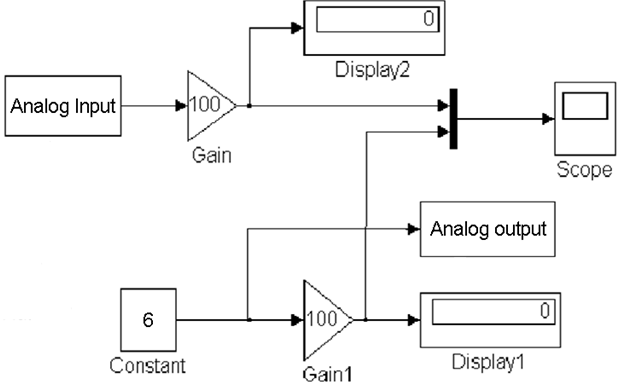 0
Display2
Analog Input
100
Gain
Scope
Analog output
6
Constant
100
Gain1
0
Display1